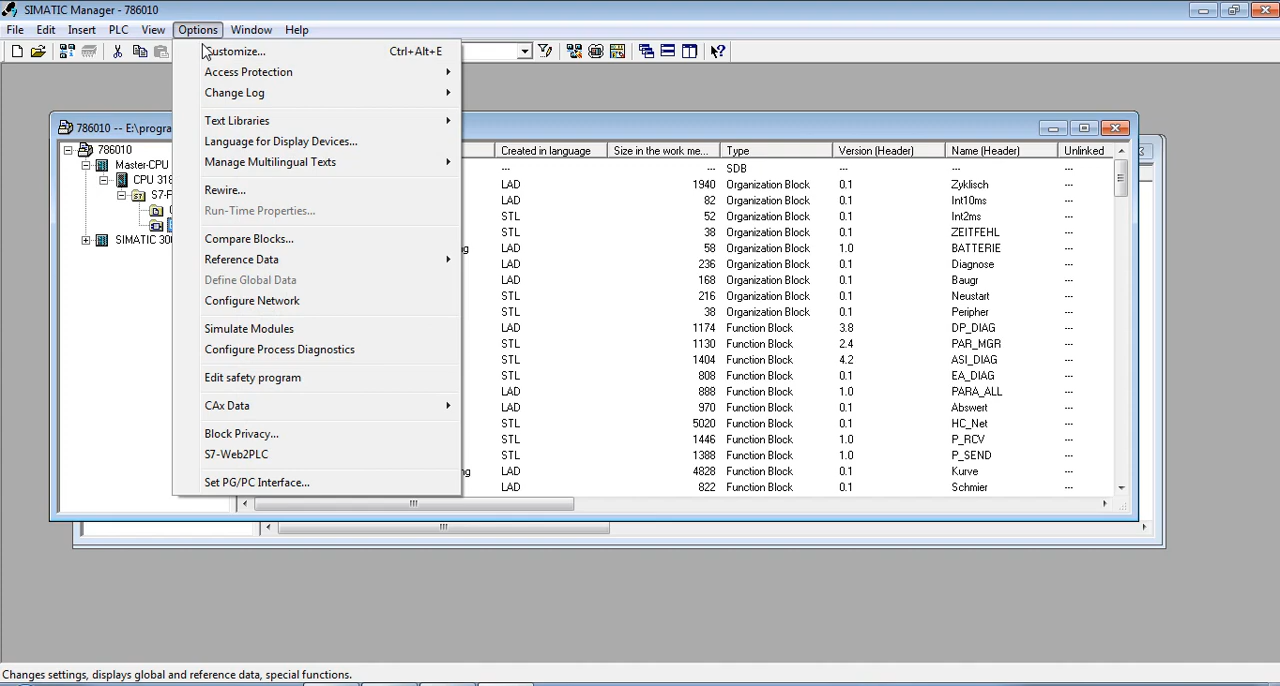 SIMATIC Manager - 786010
File Edit Insert PLC View Options Window Help
Customize... Ctrl+Alt+E
Access Protection
Change Log
Text Libraries
Language for Display Devices...
Manage Multilingual Texts
Rewire...
Run-Time Properties...
Compare Blocks...
Reference Data
Define Global Data
Configure Network
Simulate Modules
Configure Process Diagnostics
Edit safety program
CAx Data
Block Privacy...
S7-Web2PLC
Set PG/PC Interface...
786010 -- E:\progra
786010
Master-CPU
CPU 318
S7-P
SIMATIC 300
Created in language Size in the work me... Type Version (Header) Name (Header) Unlinked
--- --- SDB
LAD 1940 Organization Block 0.1 Zyklisch ---
LAD 82 Organization Block 0.1 Int10ms ---
STL 52 Organization Block 0.1 Int2ms ---
STL 38 Organization Block 0.1 ZEITFEHL ---
LAD 58 Organization Block 1.0 BATTERIE ---
LAD 236 Organization Block 0.1 Diagnose ---
LAD 168 Organization Block 0.1 Baugr ---
STL 216 Organization Block 0.1 Neustart ---
STL 38 Organization Block 0.1 Peripher ---
LAD 1174 Function Block 3.8 DP_DIAG ---
STL 1130 Function Block 2.4 PAR_MGR ---
STL 1404 Function Block 4.2 ASI_DIAG ---
STL 808 Function Block 0.1 EA_DIAG ---
LAD 888 Function Block 1.0 PARA_ALL ---
LAD 970 Function Block 0.1 Abswert ---
STL 5020 Function Block 0.1 HC_Net ---
STL 1446 Function Block 1.0 P_RCV ---
STL 1388 Function Block 1.0 P_SEND ---
LAD 4828 Function Block 0.1 Kurve ---
LAD 822 Function Block 0.1 Schmier ---
Changes settings, displays global and reference data, special functions.